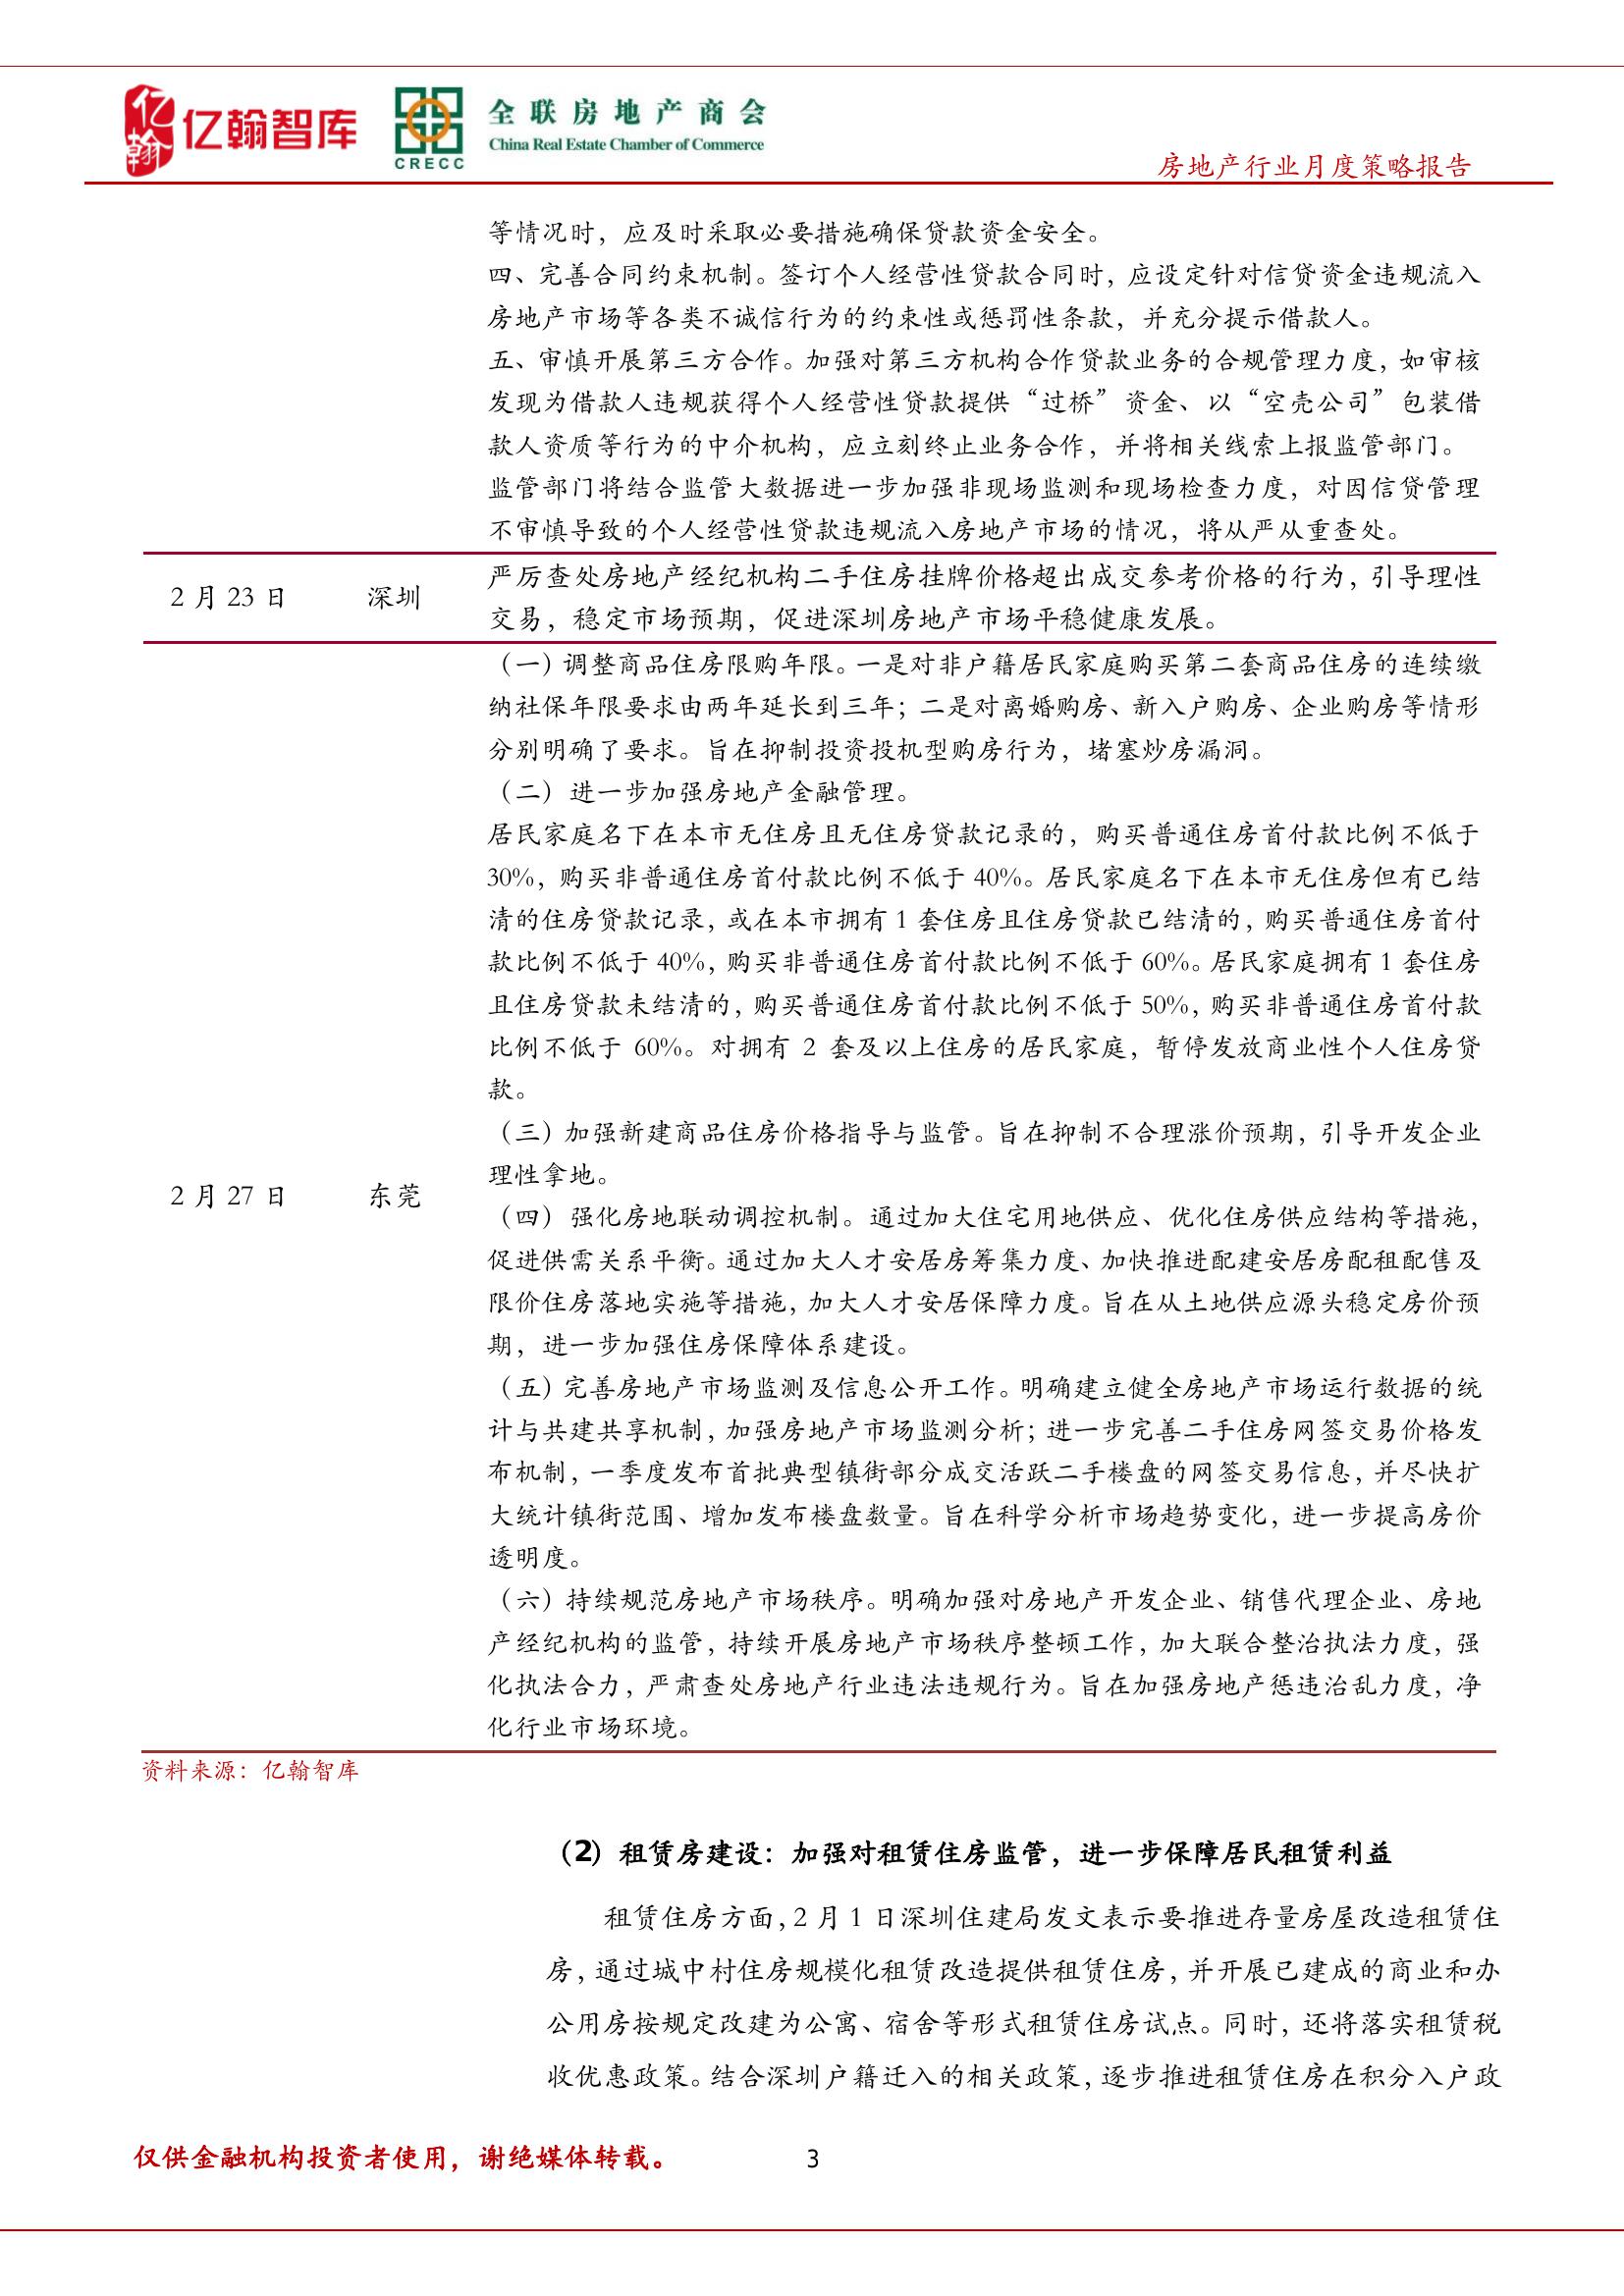 亿翰
亿翰智库
CRECC
全联房地产商会
China Real Estate Chamber of Commerce
房地产行业月度策略报告
等情况时，应及时采取必要措施确保贷款资金安全。
四、完善合同约束机制。签订个人经营性贷款合同时，应设定针对信贷资金违规流入
房地产市场等各类不诚信行为的约束性或惩罚性条款，并充分提示借款人。
五、审慎开展第三方合作。加强对第三方机构合作贷款业务的合规管理力度，如审核
发现为借款人违规获得个人经营性贷款提供“过桥”资金、以“空壳公司”包装借
款人资质等行为的中介机构，应立刻终止业务合作，并将相关线索上报监管部门。
监管部门将结合监管大数据进一步加强非现场监测和现场检查力度，对因信贷管理
不审慎导致的个人经营性贷款违规流入房地产市场的情况，将从严从重查处。
2 月 23 日 深圳
严厉查处房地产经纪机构二手住房挂牌价格超出成交参考价格的行为，引导理性
交易，稳定市场预期，促进深圳房地产市场平稳健康发展。
2 月 27 日 东莞
（一）调整商品住房限购年限。一是对非户籍居民家庭购买第二套商品住房的连续缴
纳社保年限要求由两年延长到三年；二是对离婚购房、新入户购房、企业购房等情形
分别明确了要求。旨在抑制投资投机型购房行为，堵塞炒房漏洞。
（二）进一步加强房地产金融管理。
居民家庭名下在本市无住房且无住房贷款记录的，购买普通住房首付款比例不低于
30%，购买非普通住房首付款比例不低于 40%。居民家庭名下在本市无住房但有已结
清的住房贷款记录，或在本市拥有 1 套住房且住房贷款已结清的，购买普通住房首付
款比例不低于 40%，购买非普通住房首付款比例不低于 60%。居民家庭拥有 1 套住房
且住房贷款未结清的，购买普通住房首付款比例不低于 50%，购买非普通住房首付款
比例不低于 60%。对拥有 2 套及以上住房的居民家庭，暂停发放商业性个人住房贷
款。
（三）加强新建商品住房价格指导与监管。旨在抑制不合理涨价预期，引导开发企业
理性拿地。
（四）强化房地联动调控机制。通过加大住宅用地供应、优化住房供应结构等措施，
促进供需关系平衡。通过加大人才安居房筹集力度、加快推进配建安居房配租配售及
限价住房落地实施等措施，加大人才安居保障力度。旨在从土地供应源头稳定房价预
期，进一步加强住房保障体系建设。
（五）完善房地产市场监测及信息公开工作。明确建立健全房地产市场运行数据的统
计与共建共享机制，加强房地产市场监测分析；进一步完善二手住房网签交易价格发
布机制，一季度发布首批典型镇街部分成交活跃二手楼盘的网签交易信息，并尽快扩
大统计镇街范围、增加发布楼盘数量。旨在科学分析市场趋势变化，进一步提高房价
透明度。
（六）持续规范房地产市场秩序。明确加强对房地产开发企业、销售代理企业、房地
产经纪机构的监管，持续开展房地产市场秩序整顿工作，加大联合整治执法力度，强
化执法合力，严肃查处房地产行业违法违规行为。旨在加强房地产惩违治乱力度，净
化行业市场环境。
资料来源：亿翰智库
（2）租赁房建设：加强对租赁住房监管，进一步保障居民租赁利益
租赁住房方面，2 月 1 日深圳住建局发文表示要推进存量房屋改造租赁住
房，通过城中村住房规模化租赁改造提供租赁住房，并开展已建成的商业和办
公用房按规定改建为公寓、宿舍等形式租赁住房试点。同时，还将落实租赁税
收优惠政策。结合深圳户籍迁入的相关政策，逐步推进租赁住房在积分入户政
仅供金融机构投资者使用，谢绝媒体转载。
3